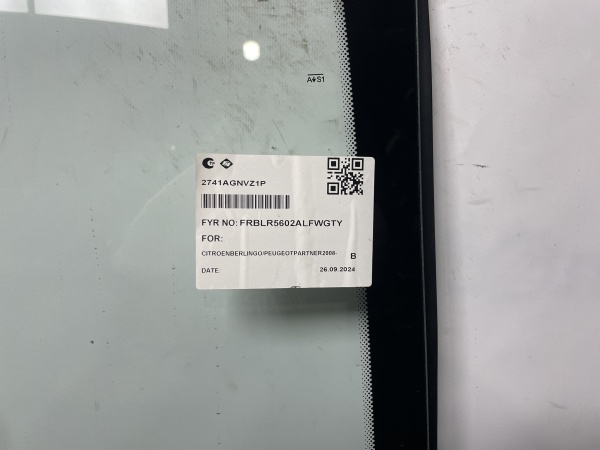 A↓S1
2741AGNVZ1P
FYR NO: FRBLR5602ALFWGTY
FOR:
CITROENBERLINGO/PEUGEOTPARTNER2008-
B
DATE:
26.09.2024